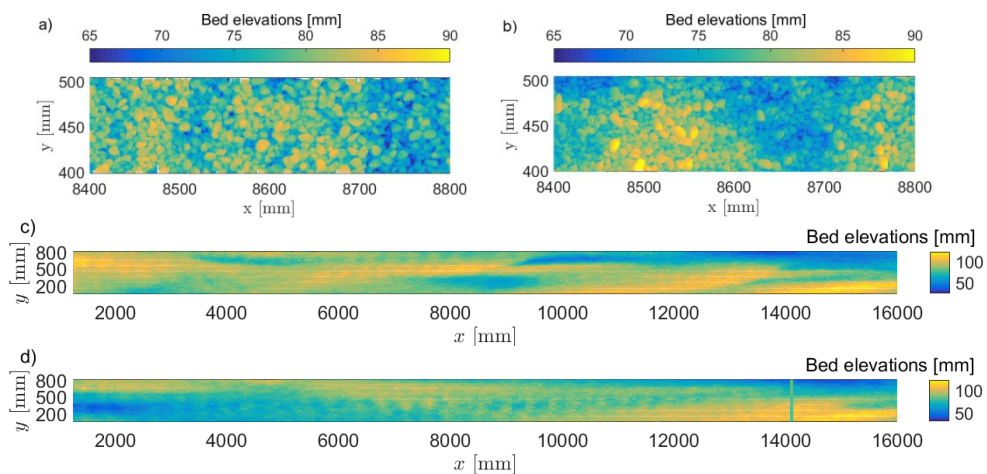 a) Bed elevations [mm]
65 70 75 80 85 90
500
450
400
y [mm]
8400 8500 8600 8700 8800
x [mm]
b) Bed elevations [mm]
65 70 75 80 85 90
500
450
400
y [mm]
8400 8500 8600 8700 8800
x [mm]
c)
Bed elevations [mm]
800
500
200
y [mm]
100
50
2000 4000 6000 8000 10000 12000 14000 16000
x [mm]
d)
Bed elevations [mm]
800
500
200
y [mm]
100
50
2000 4000 6000 8000 10000 12000 14000 16000
x [mm]